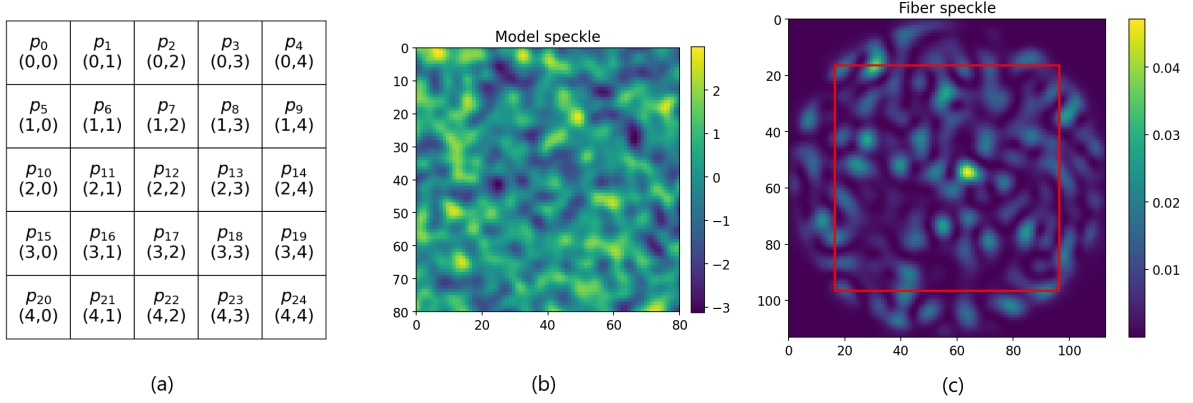 p₀ p₁ p₂ p₃ p₄
(0,0) (0,1) (0,2) (0,3) (0,4)
p₅ p₆ p₇ p₈ p₉
(1,0) (1,1) (1,2) (1,3) (1,4)
p₁₀ p₁₁ p₁₂ p₁₃ p₁₄
(2,0) (2,1) (2,2) (2,3) (2,4)
p₁₅ p₁₆ p₁₇ p₁₈ p₁₉
(3,0) (3,1) (3,2) (3,3) (3,4)
p₂₀ p₂₁ p₂₂ p₂₃ p₂₄
(4,0) (4,1) (4,2) (4,3) (4,4)
(a)
Model speckle
0
10
20
30
40
50
60
70
80
0 20 40 60 80
2
1
0
−1
−2
−3
(b)
Fiber speckle
0
20
40
60
80
100
0 20 40 60 80 100
0.04
0.03
0.02
0.01
(c)